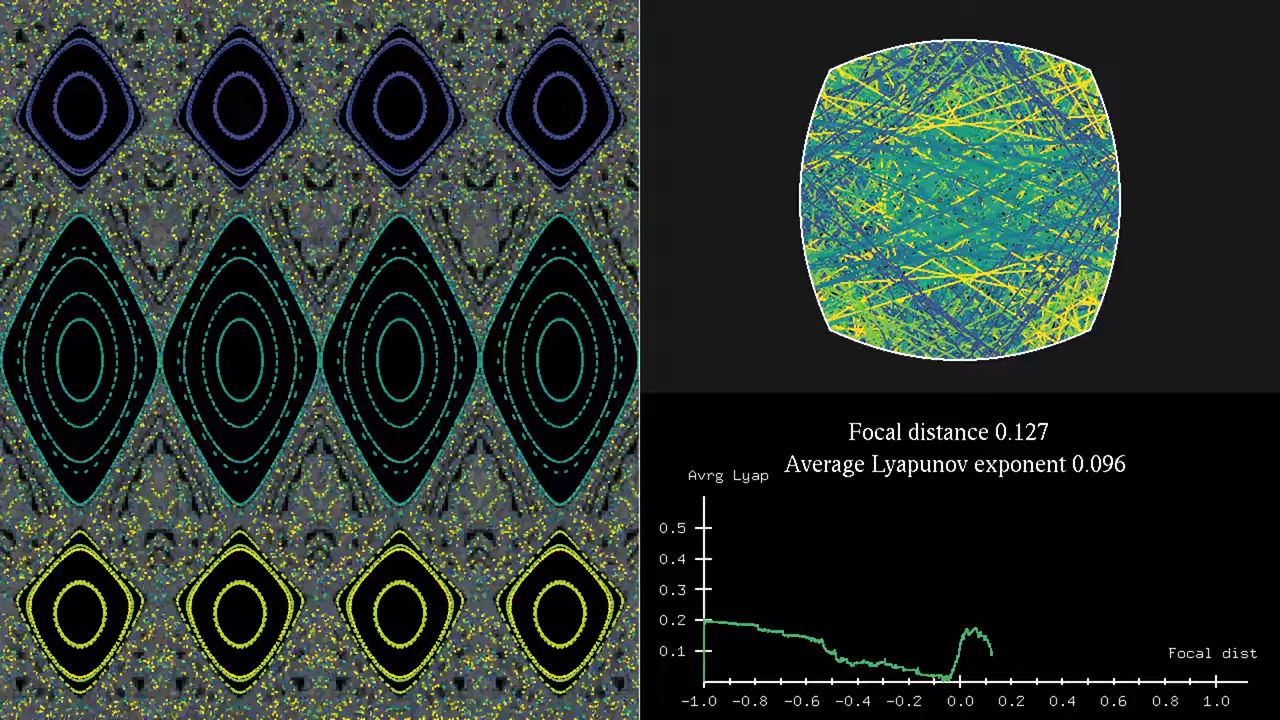 Focal distance 0.127
Average Lyapunov exponent 0.096
Avrg Lyap
0.5
0.4
0.3
0.2
0.1
Focal dist
-1.0 -0.8 -0.6 -0.4 -0.2 0.0 0.2 0.4 0.6 0.8 1.0